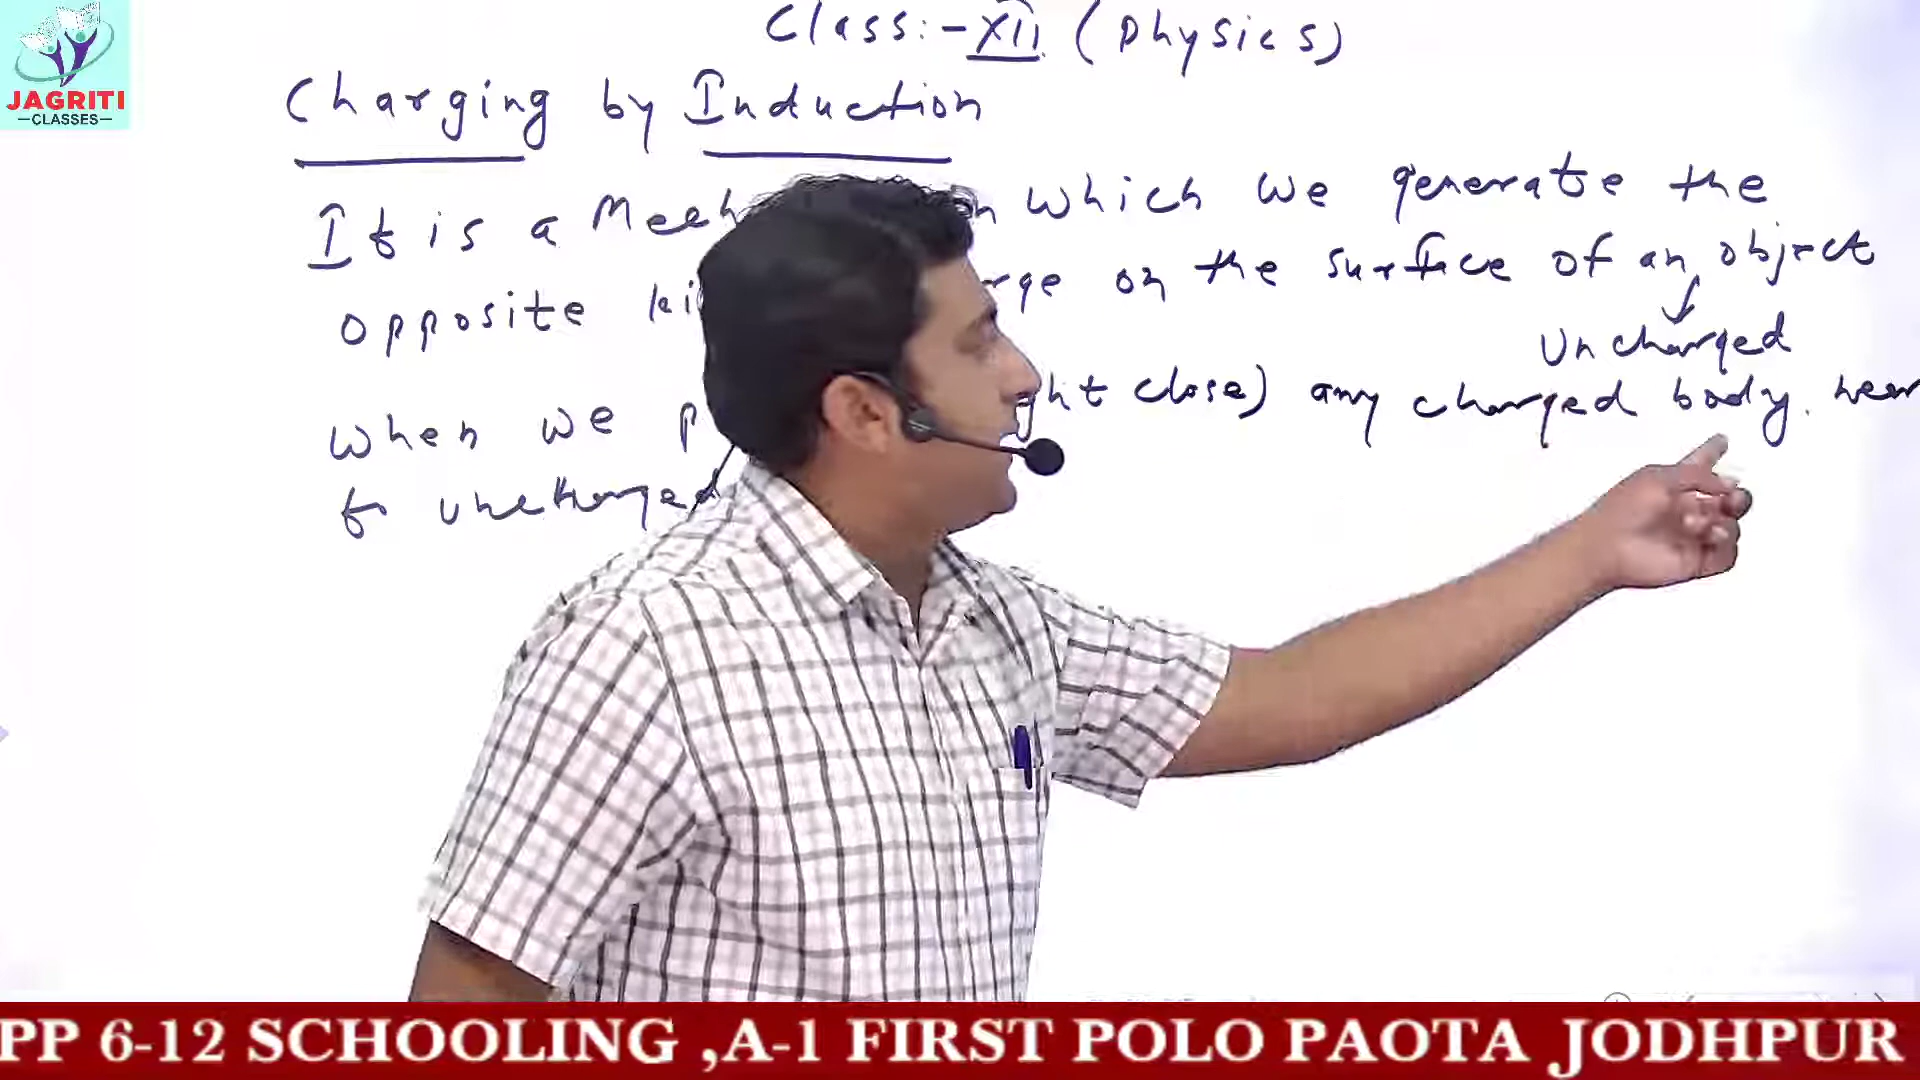 JAGRITI
CLASSES
Class:- XII (Physics)
Charging by Induction
It is a Mech n which we generate the
opposite ki rge on the surface of an object
Uncharged
when we p ght close) any charged body near
to uncharged
PP 6-12 SCHOOLING ,A-1 FIRST POLO PAOTA JODHPUR